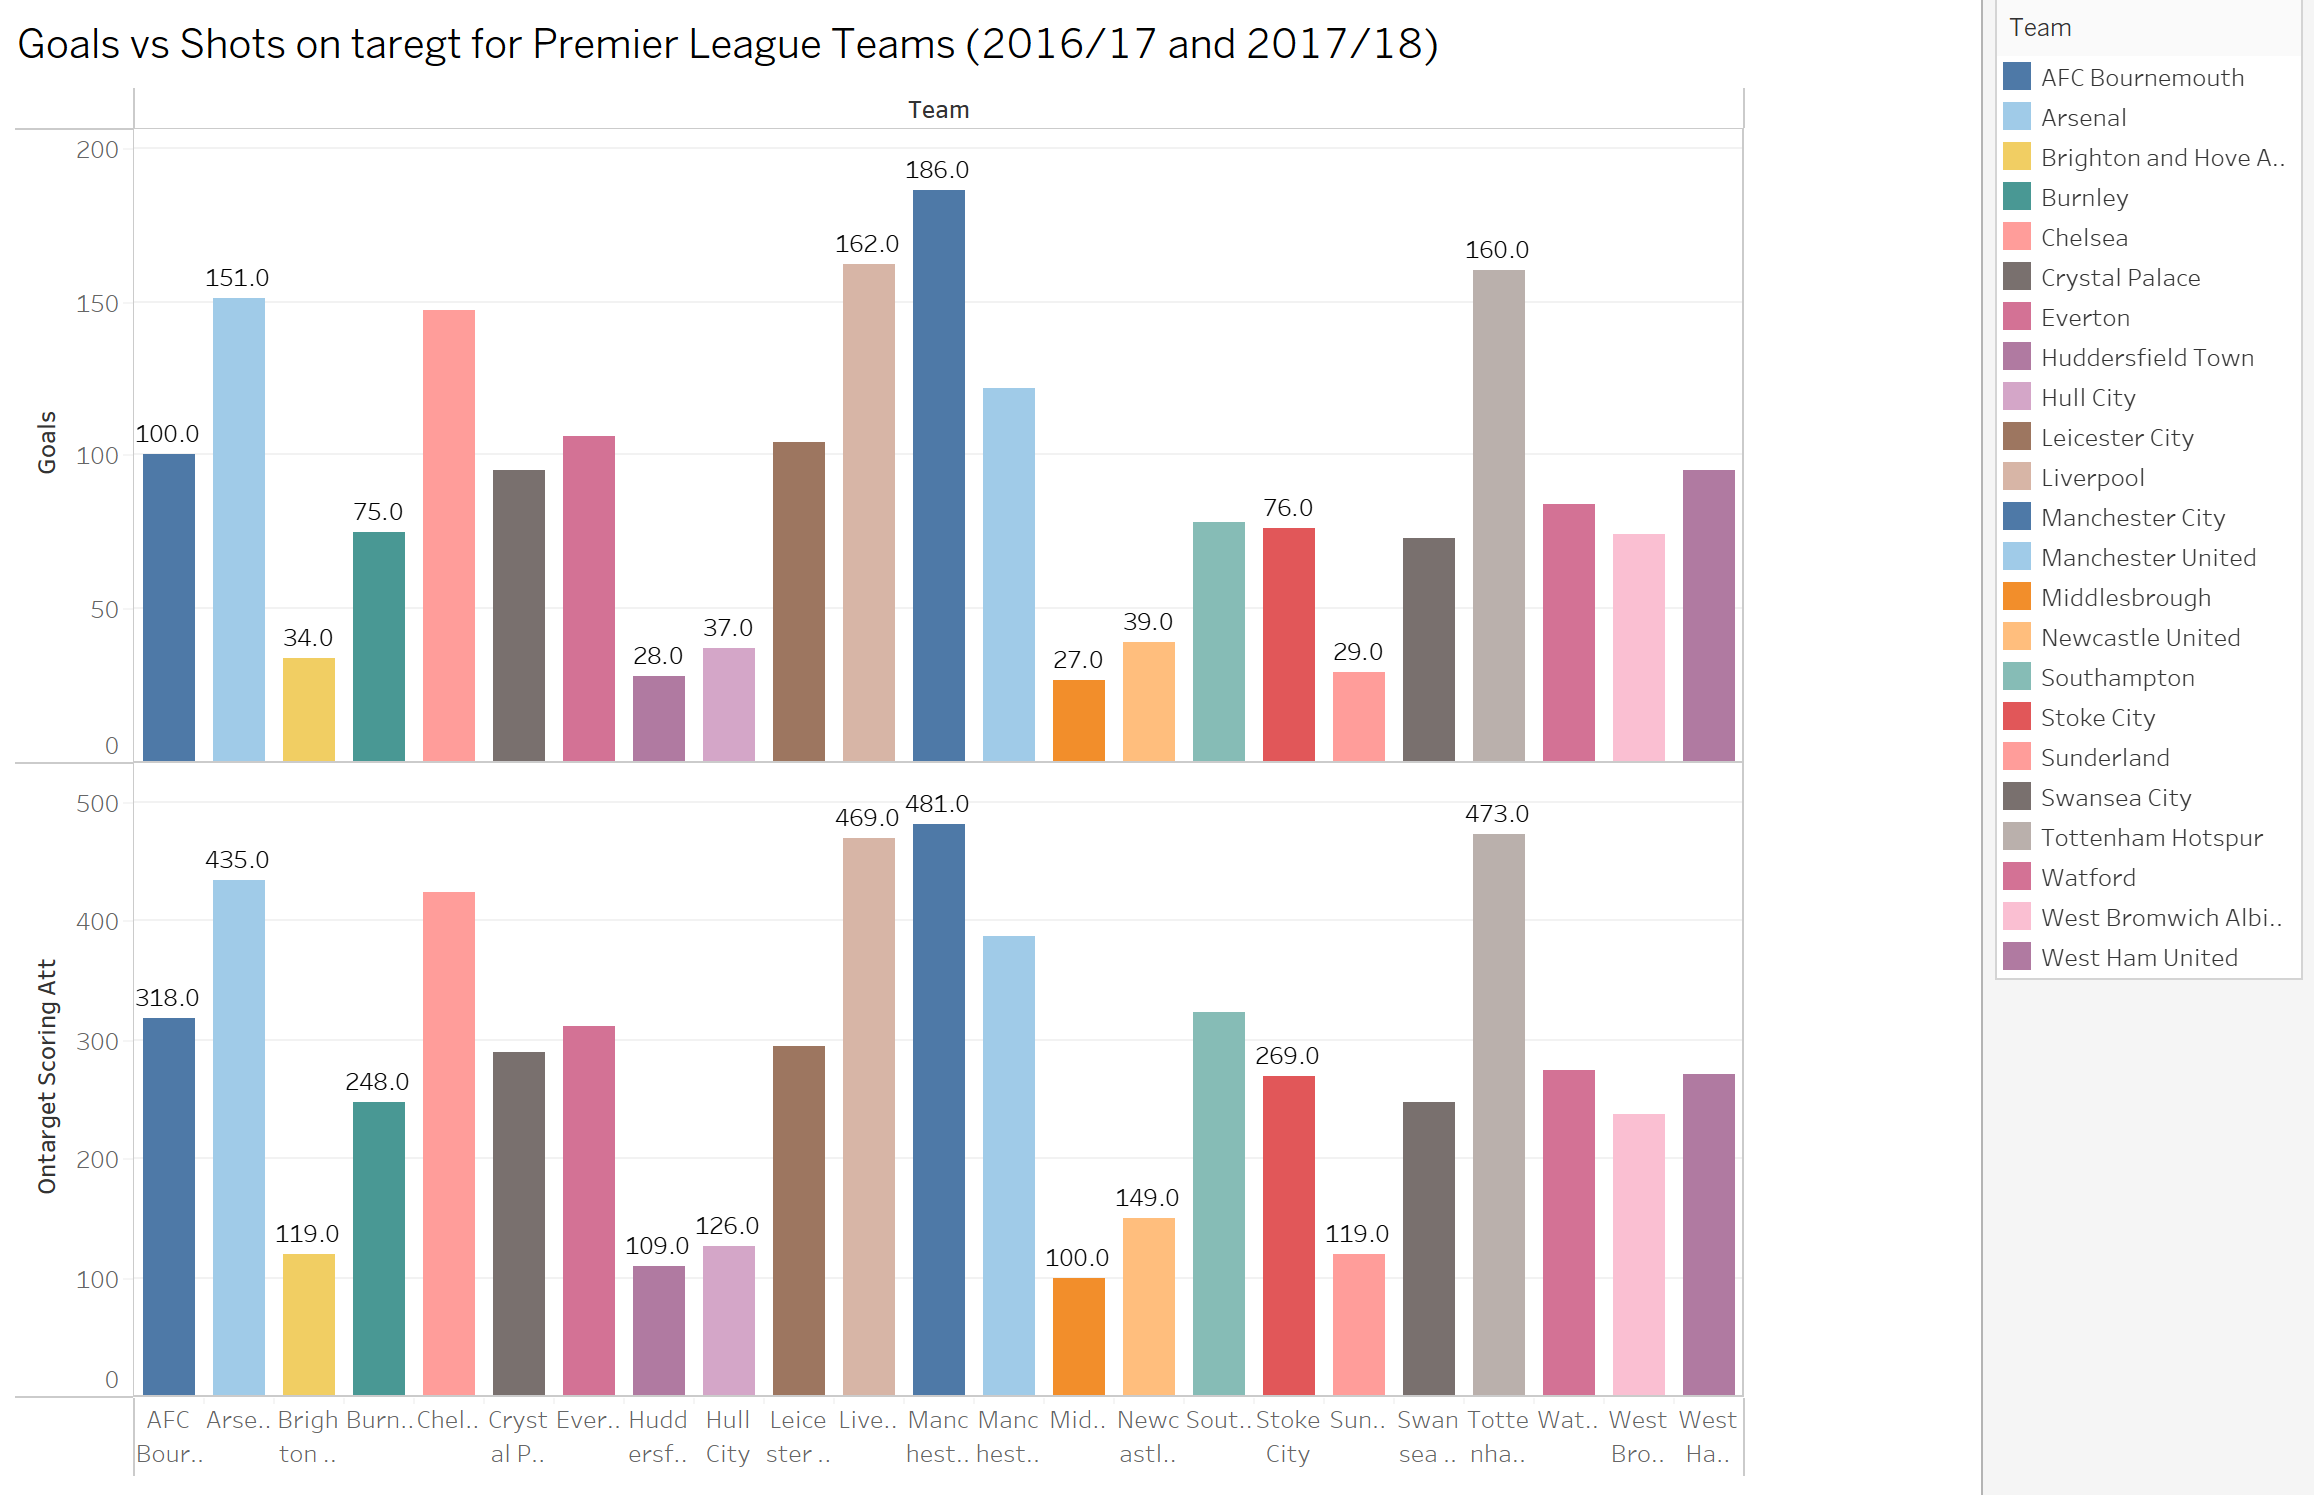 Goals vs Shots on taregt for Premier League Teams (2016/17 and 2017/18)
Team
200
150
100
50
0
Goals
100.0
151.0
34.0
75.0
28.0
37.0
162.0
186.0
27.0
39.0
76.0
29.0
160.0
500
400
300
200
100
0
Ontarget Scoring Att
318.0
435.0
119.0
248.0
109.0
126.0
469.0
481.0
100.0
149.0
269.0
119.0
473.0
AFC
Bour..
Arse..
Brigh
ton ..
Burn..
Chel..
Cryst
al P..
Ever..
Hudd
ersf..
Hull
City
Leice
ster ..
Live..
Manc
hest..
Manc
hest..
Mid..
Newc
astl..
Sout..
Stoke
City
Sun..
Swan
sea ..
Totte
nha..
Wat..
West
Bro..
West
Ha..
Team
AFC Bournemouth
Arsenal
Brighton and Hove A..
Burnley
Chelsea
Crystal Palace
Everton
Huddersfield Town
Hull City
Leicester City
Liverpool
Manchester City
Manchester United
Middlesbrough
Newcastle United
Southampton
Stoke City
Sunderland
Swansea City
Tottenham Hotspur
Watford
West Bromwich Albi..
West Ham United